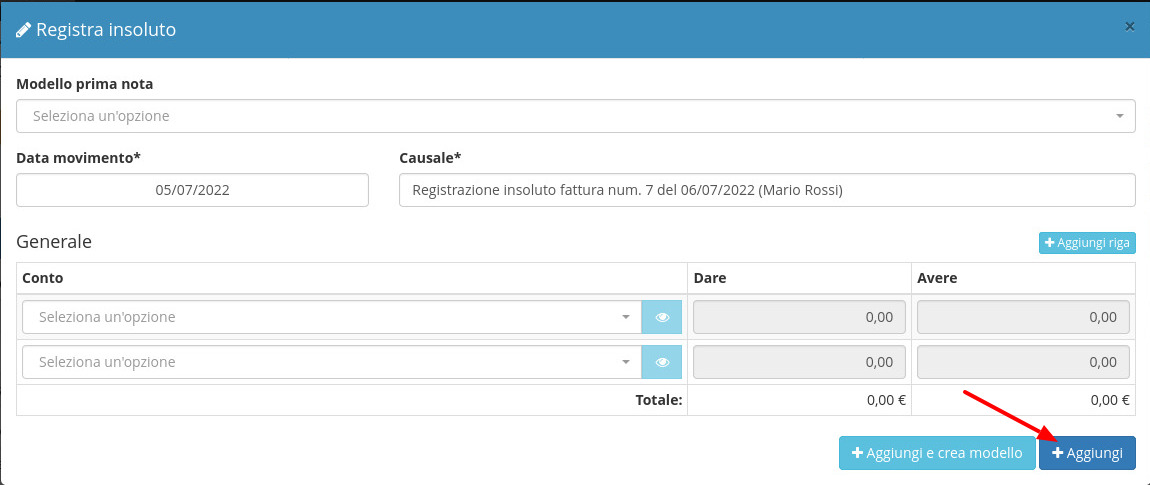 Registra insoluto
×
Modello prima nota
Seleziona un'opzione
Data movimento* Causale*
05/07/2022 Registrazione insoluto fattura num. 7 del 06/07/2022 (Mario Rossi)
Generale + Aggiungi riga
Conto Dare Avere
Seleziona un'opzione 0,00 0,00
Seleziona un'opzione 0,00 0,00
Totale: 0,00 € 0,00 €
+ Aggiungi e crea modello + Aggiungi